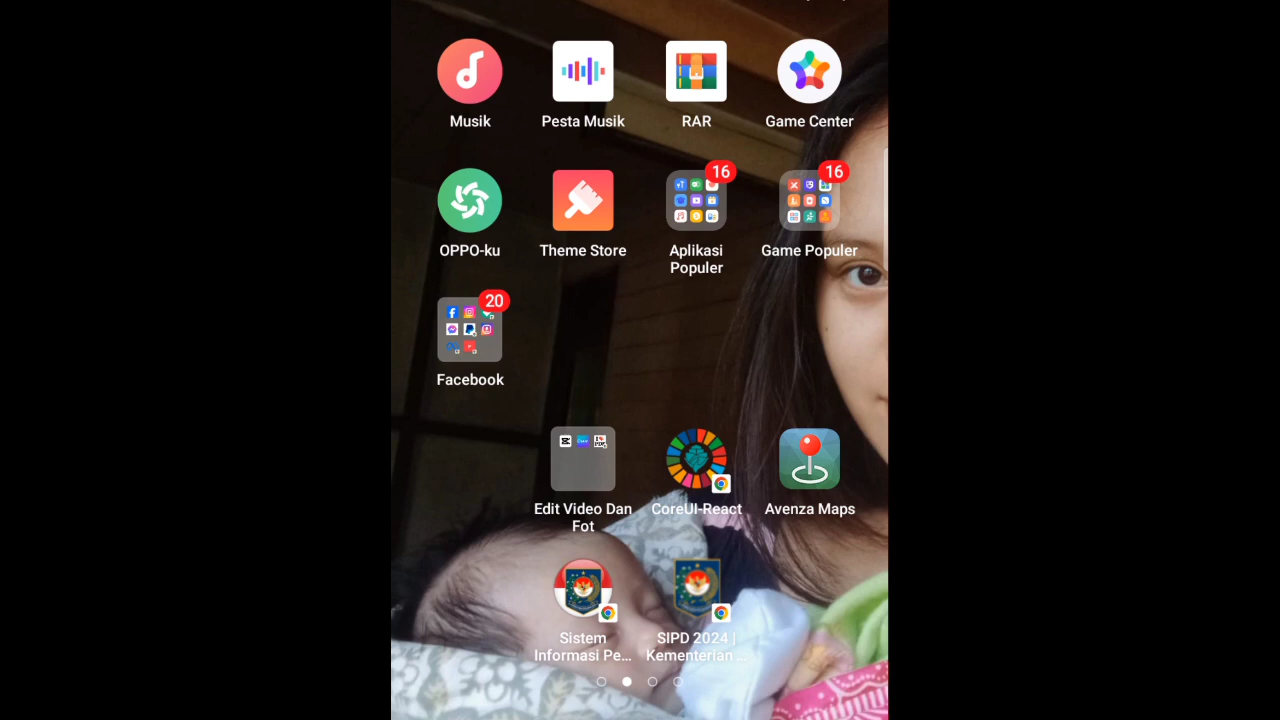 Musik
Pesta Musik
RAR
Game Center
16
16
OPPO-ku
Theme Store
Aplikasi
Populer
Game Populer
20
Facebook
Edit Video Dan
Fot
CoreUI-React
Avenza Maps
Sistem
Informasi Pe...
SIPD 2024 |
Kementerian ...